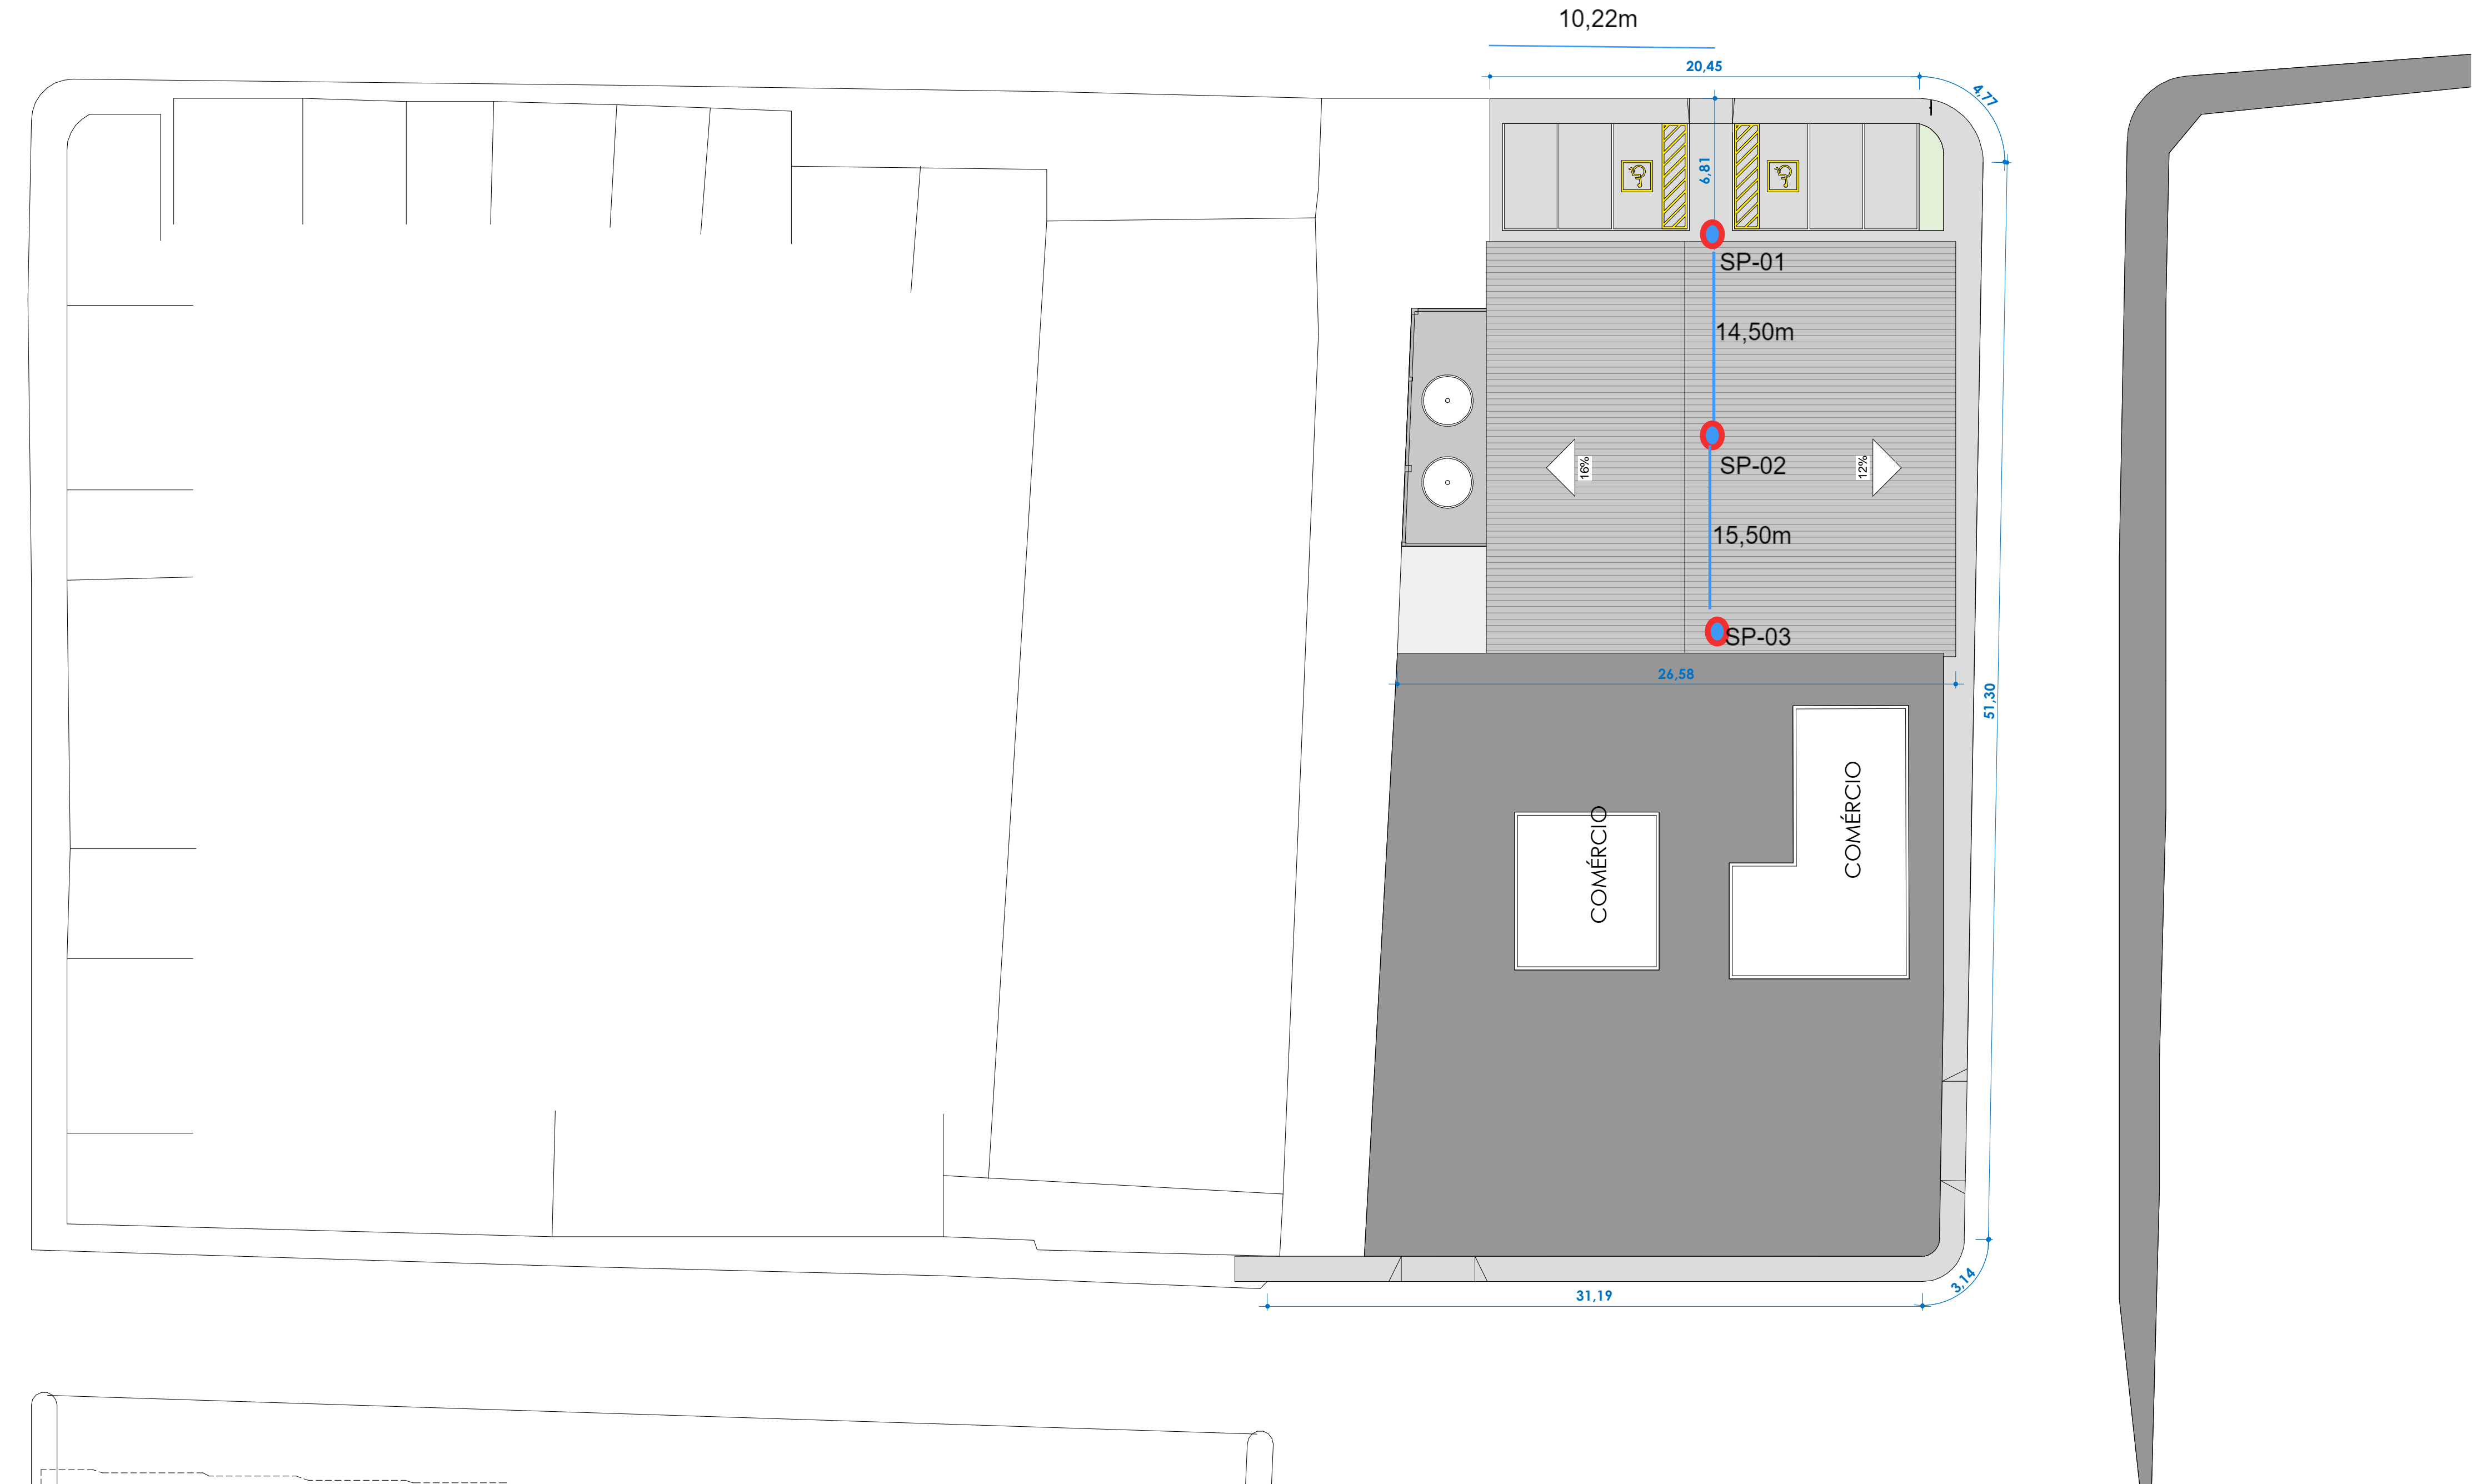 10,22m
20,45
4,77
6,81
SP-01
14,50m
SP-02
16%
12%
15,50m
SP-03
26,58
51,30
COMÉRCIO
COMÉRCIO
3,14
31,19